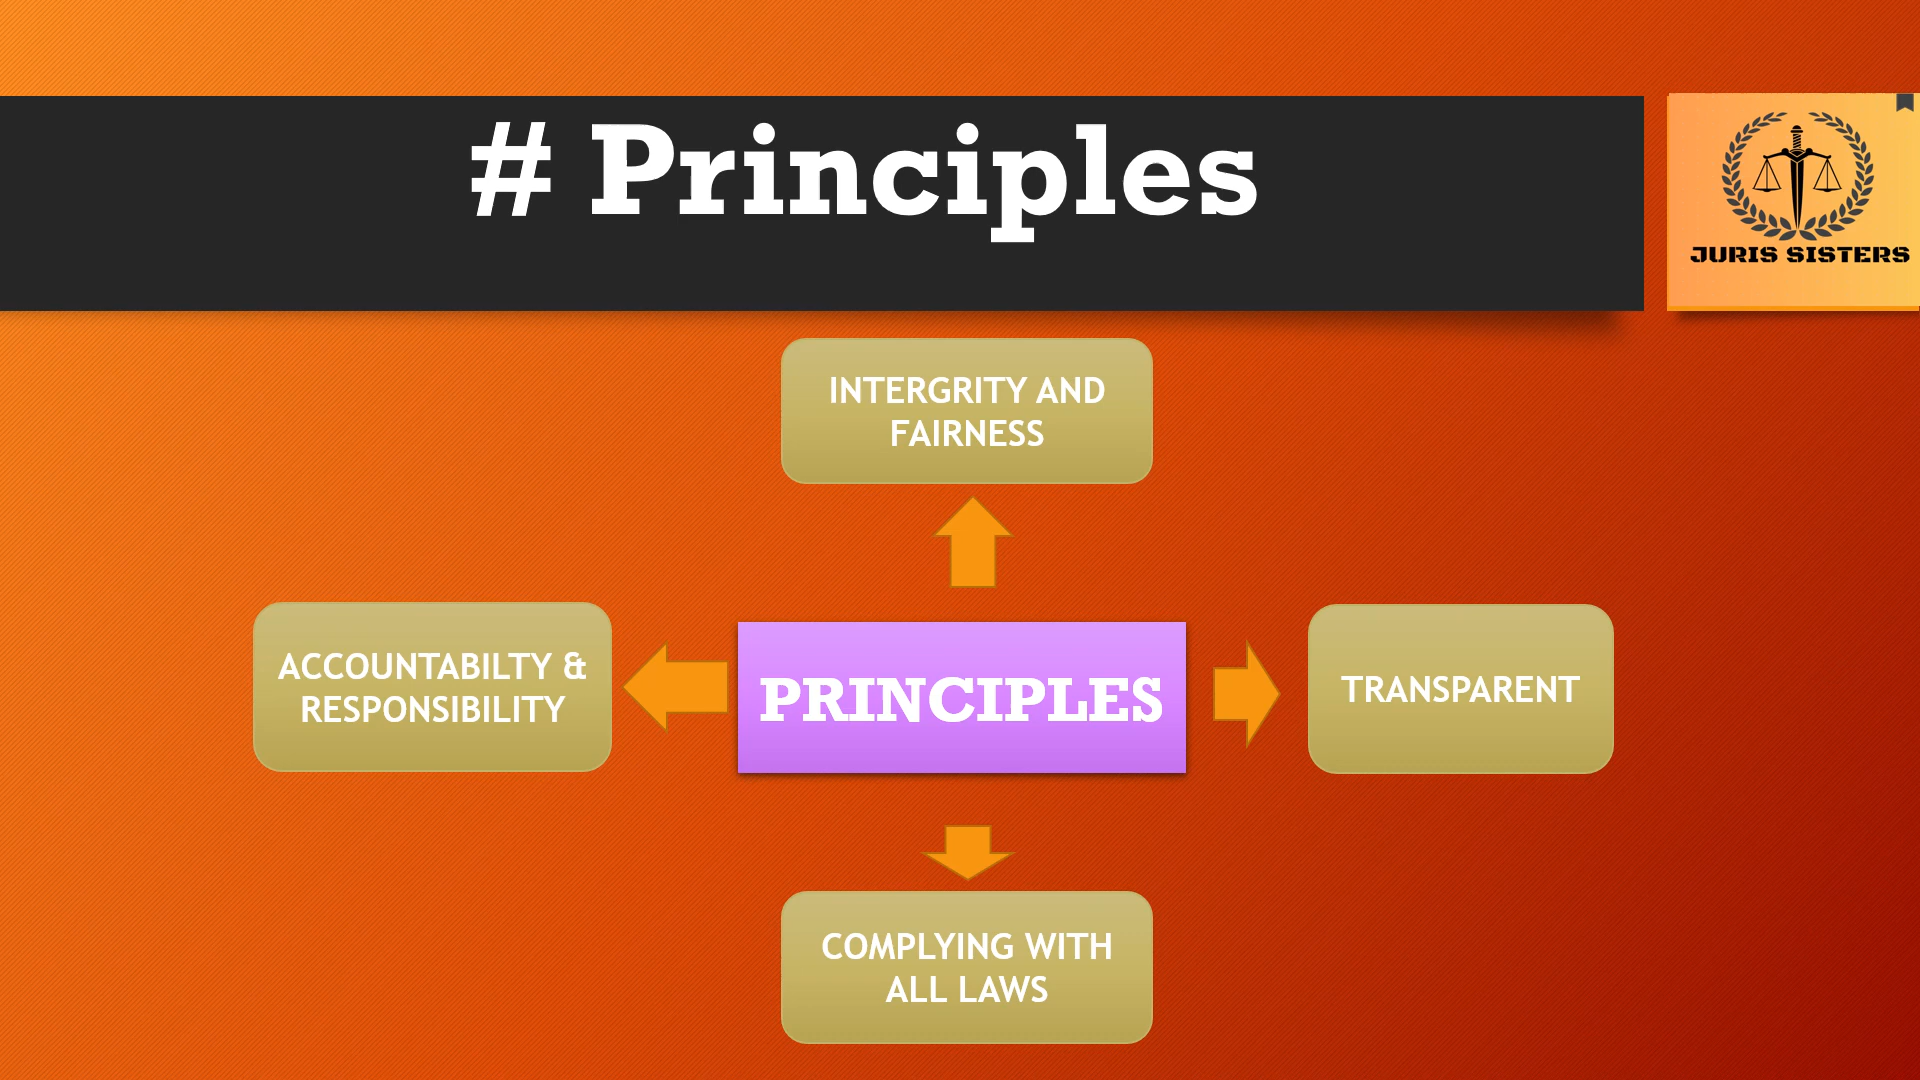 # Principles
JURIS SISTERS
INTERGRITY AND
FAIRNESS
ACCOUNTABILTY &
RESPONSIBILITY
PRINCIPLES
TRANSPARENT
COMPLYING WITH
ALL LAWS